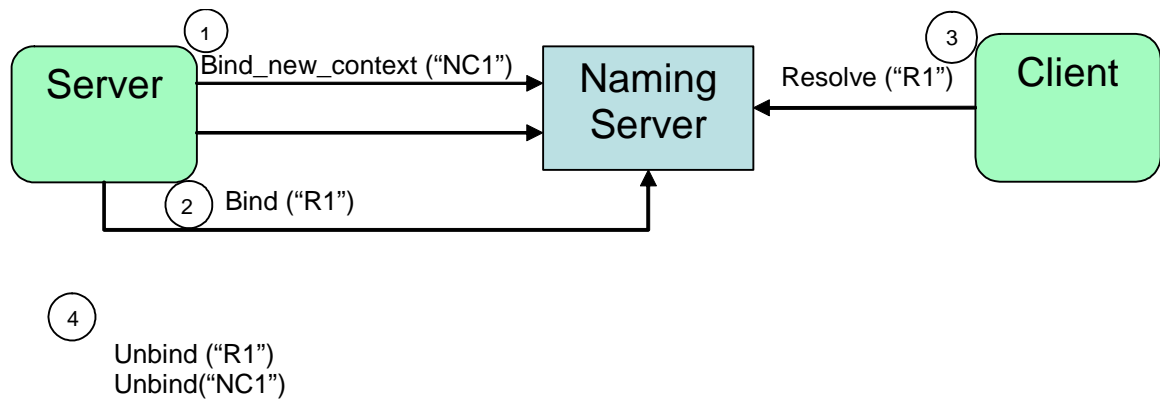 1
Server
Bind_new_context (“NC1”)
Naming
Server
3
Resolve (“R1”)
Client
2
Bind (“R1”)
4
Unbind (“R1”)
Unbind(“NC1”)